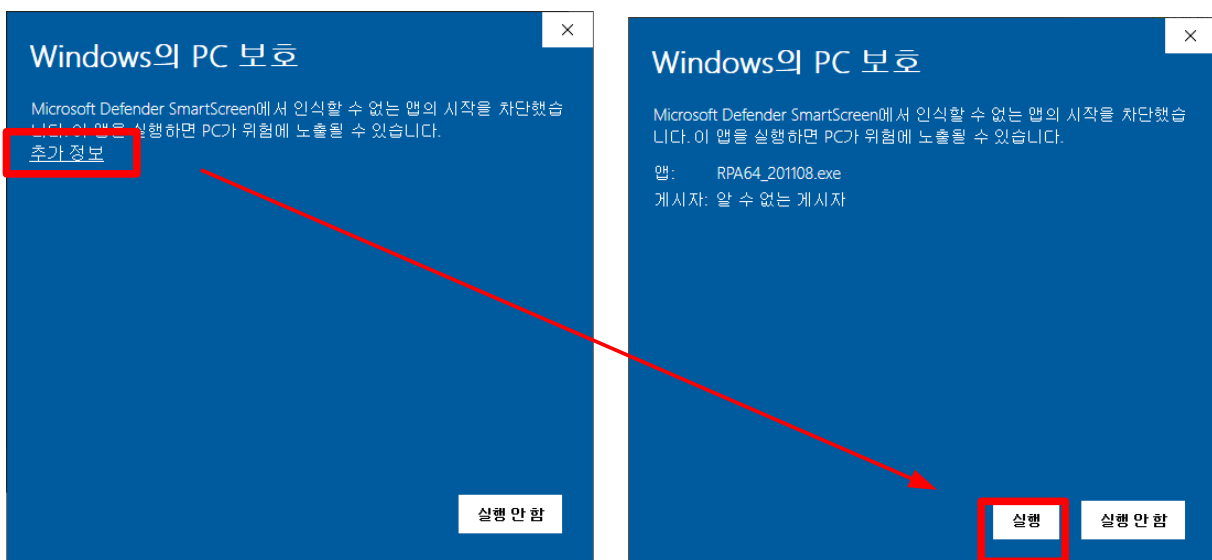 Windows의 PC 보호
Microsoft Defender SmartScreen에서 인식할 수 없는 앱의 시작을 차단했습
니다. 이 앱을 실행하면 PC가 위험에 노출될 수 있습니다.
추가 정보
실행 안 함
Windows의 PC 보호
Microsoft Defender SmartScreen에서 인식할 수 없는 앱의 시작을 차단했습
니다. 이 앱을 실행하면 PC가 위험에 노출될 수 있습니다.
앱: RPA64_201108.exe
게시자: 알 수 없는 게시자
실행 실행 안 함